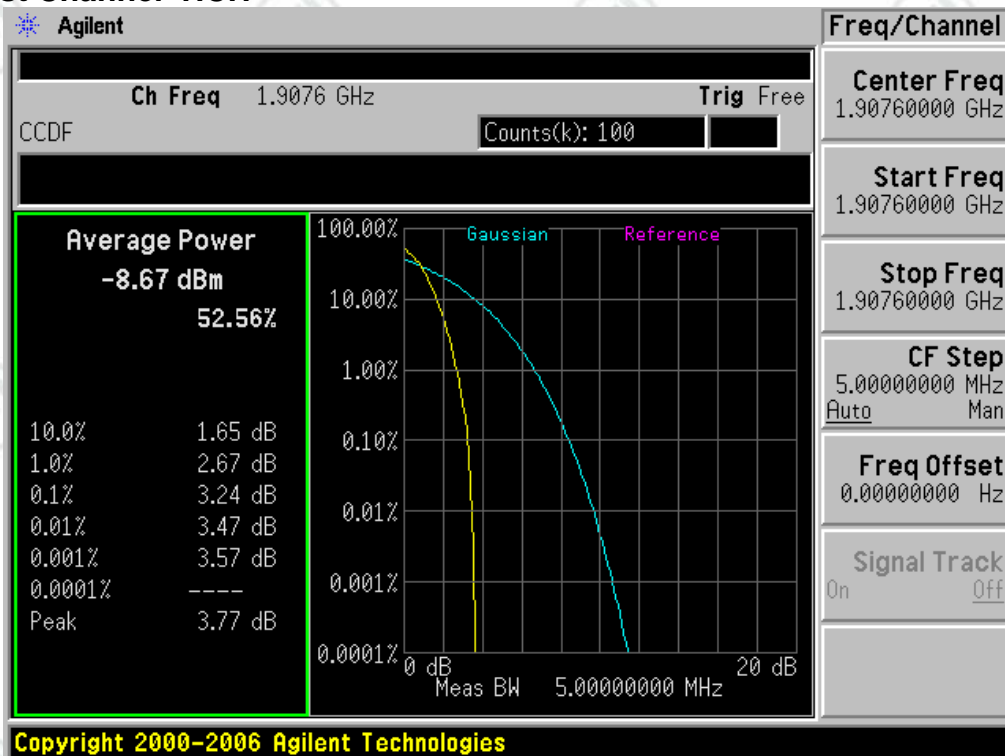 Agilent
Freq/Channel
Ch Freq 1.9076 GHz Trig Free
CCDF Counts(k): 100
Average Power
-8.67 dBm
52.56%
10.0% 1.65 dB
1.0% 2.67 dB
0.1% 3.24 dB
0.01% 3.47 dB
0.001% 3.57 dB
0.0001% ----
Peak 3.77 dB
Gaussian Reference
100.00%
10.00%
1.00%
0.10%
0.01%
0.001%
0.0001%
0 dB 20 dB
Meas BW 5.00000000 MHz
Center Freq
1.90760000 GHz
Start Freq
1.90760000 GHz
Stop Freq
1.90760000 GHz
CF Step
5.00000000 MHz
Auto Man
Freq Offset
0.00000000 Hz
Signal Track
On Off
Copyright 2000-2006 Agilent Technologies